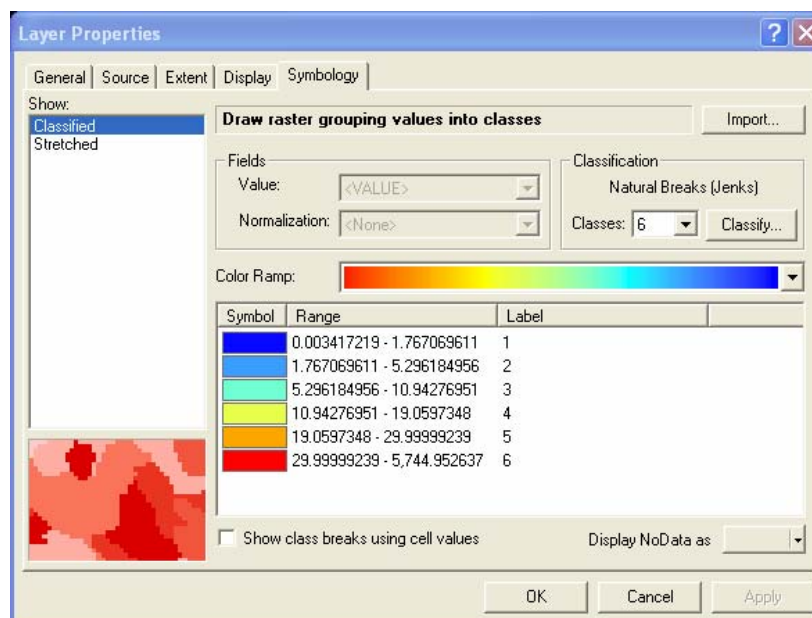 Layer Properties
General Source Extent Display Symbology
Show:
Classified
Stretched
Draw raster grouping values into classes
Import...
Fields
Value: <VALUE>
Normalization: <None>
Classification
Natural Breaks (Jenks)
Classes: 6 Classify...
Color Ramp:
Symbol Range Label
0.003417219 - 1.767069611 1
1.767069611 - 5.296184956 2
5.296184956 - 10.94276951 3
10.94276951 - 19.0597348 4
19.0597348 - 29.99999239 5
29.99999239 - 5,744.952637 6
Show class breaks using cell values
Display NoData as
OK Cancel Apply